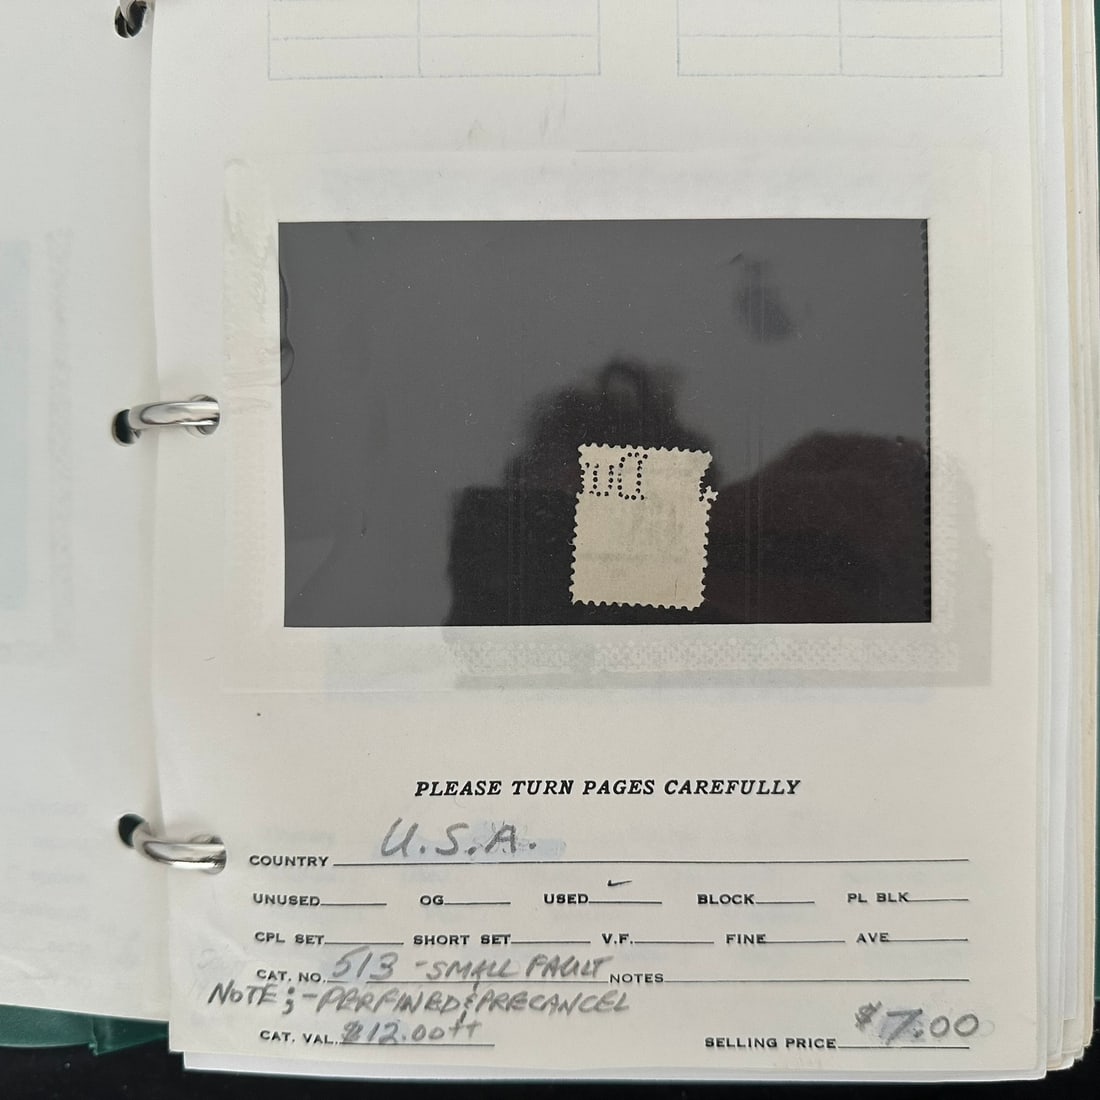 PLEASE TURN PAGES CAREFULLY
COUNTRY U.S.A.
UNUSED OG USED ✓ BLOCK PL BLK
CPL SET SHORT SET V.F. FINE AVE
CAT. NO. 513 - SMALL FAULT NOTES
NOTE; - PERFINED & PRECANCEL
CAT. VAL. $12.00++ SELLING PRICE $7.00